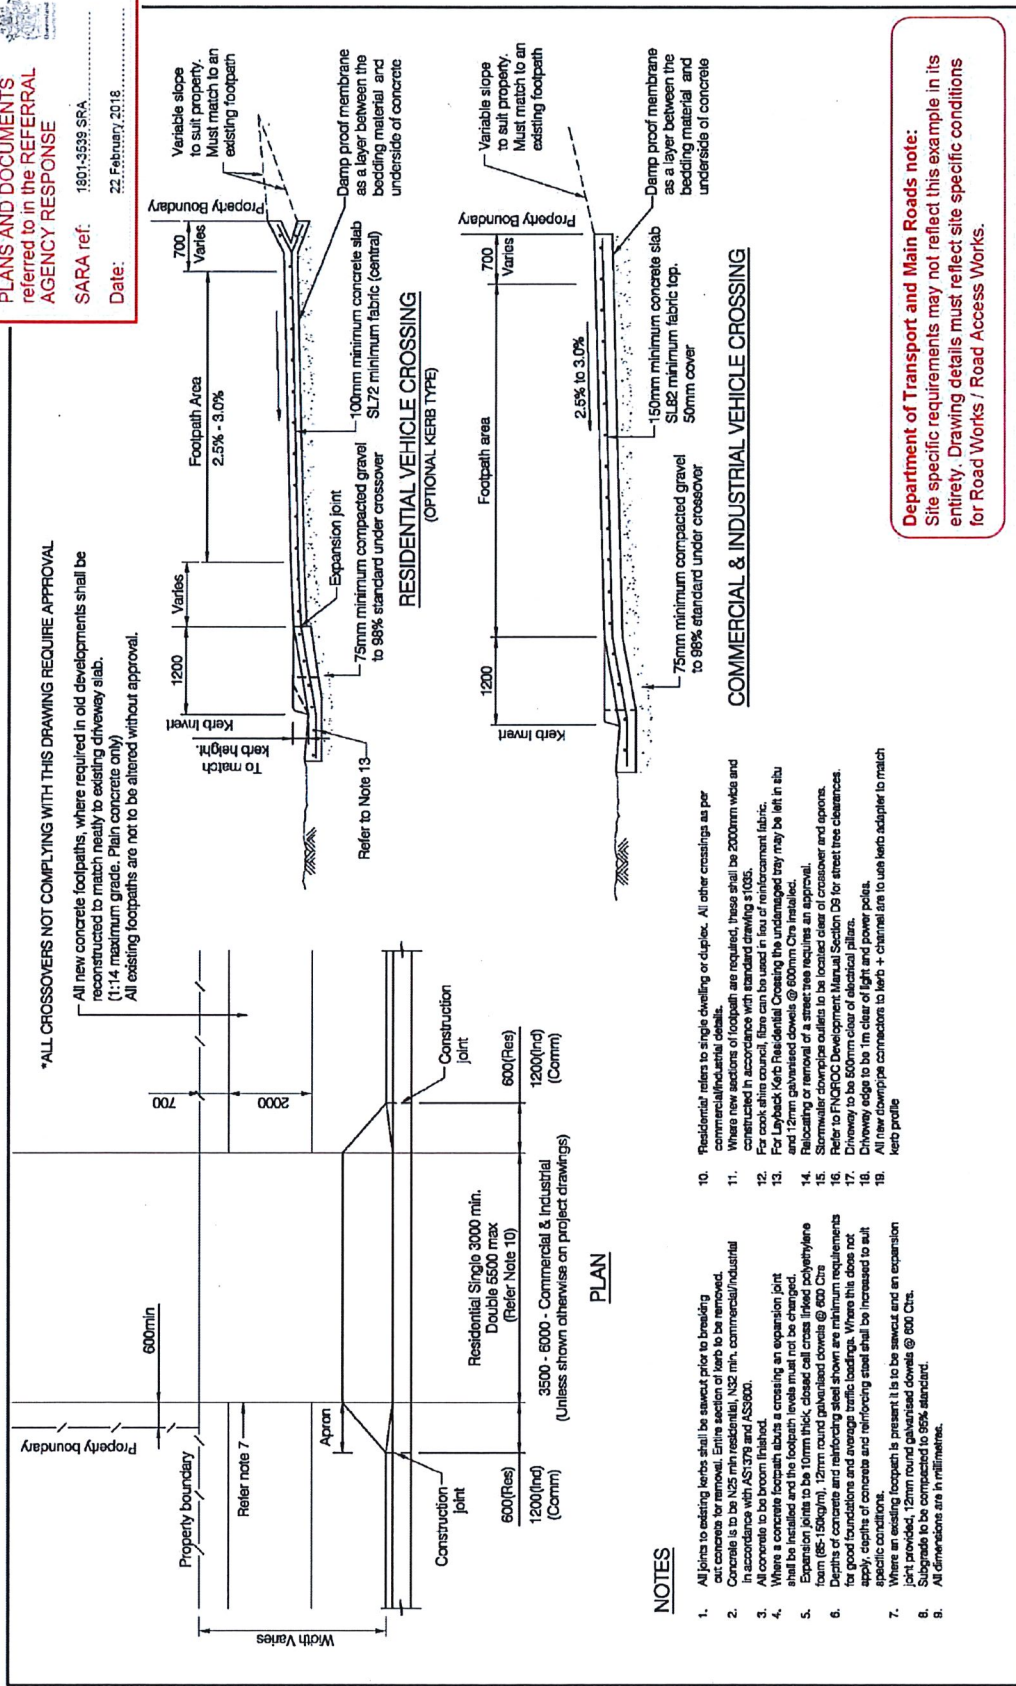 PLANS AND DOCUMENTS
referred to in the REFERRAL
AGENCY RESPONSE
SARA ref: 1801-3539 SRA
Date: 22 February 2018
*ALL CROSSOVERS NOT COMPLYING WITH THIS DRAWING REQUIRE APPROVAL
All new concrete footpaths, where required in old developments shall be
reconstructed to match neatly to existing driveway slab.
(1:14 maximum grade. Plain concrete only)
All existing footpaths are not to be altered without approval.
Property boundary
Property boundary
600min
700
2000
Width Varies
Refer note 7
Apron
Construction
joint
Construction
joint
600(Res)
1200(Ind)
(Comm)
600(Res)
1200(Ind)
(Comm)
Residential Single 3000 min.
Double 5500 max
(Refer Note 10)
3500 - 6000 - Commercial & Industrial
(Unless shown otherwise on project drawings)
PLAN
To match
kerb height.
Kerb Invert
1200
Varies
Footpath Area
2.5% - 3.0%
700
Varies
Property Boundary
Variable slope
to suit property.
Must match to an
existing footpath
Damp proof membrane
as a layer between the
bedding material and
underside of concrete
100mm minimum concrete slab
SL72 minimum fabric (central)
Expansion joint
75mm minimum compacted gravel
to 98% standard under crossover
Refer to Note 13
RESIDENTIAL VEHICLE CROSSING
(OPTIONAL KERB TYPE)
Kerb Invert
1200
Footpath area
2.5% to 3.0%
700
Varies
Property Boundary
Variable slope
to suit property.
Must match to an
existing footpath
Damp proof membrane
as a layer between the
bedding material and
underside of concrete
150mm minimum concrete slab
SL82 minimum fabric top.
50mm cover
75mm minimum compacted gravel
to 98% standard under crossover
COMMERCIAL & INDUSTRIAL VEHICLE CROSSING
NOTES
1. All joints to existing kerbs shall be sawcut prior to breaking
out concrete for removal. Entire section of kerb to be removed.
2. Concrete is to be N25 min residential, N32 min. commercial/industrial
in accordance with AS1379 and AS3600.
3. All concrete to be broom finished.
4. Where a concrete footpath abuts a crossing an expansion joint
shall be installed and the footpath levels must not be changed.
5. Expansion joints to be 10mm thick, closed cell cross linked polyethylene
foam (85-150kg/m), 12mm round galvanised dowels @ 600 Ctrs
6. Depths of concrete and reinforcing steel shown are minimum requirements
for good foundations and average traffic loadings. Where this does not
apply, depths of concrete and reinforcing steel shall be increased to suit
specific conditions.
7. Where an existing footpath is present it is to be sawcut and an expansion
joint provided, 12mm round galvanised dowels @ 600 Ctrs.
8. Subgrade to be compacted to 95% standard.
9. All dimensions are in millimetres.
10. 'Residential' refers to single dwelling or duplex. All other crossings as per
commercial/industrial details.
11. Where new sections of footpath are required, these shall be 2000mm wide and
constructed in accordance with standard drawing s1035.
12. For cook shire council, fibre can be used in lieu of reinforcement fabric.
13. For Layback Kerb Residential Crossing the undamaged tray may be left in situ
and 12mm galvanised dowels @ 600mm Ctrs installed.
14. Relocating or removal of a street tree requires an approval.
15. Stormwater downpipe outlets to be located clear of crossover and aprons.
16. Refer to FNQROC Development Manual Section D9 for street tree clearances.
17. Driveway to be 500mm clear of electrical pillars.
18. Driveway edge to be 1m clear of light and power poles.
19. All new downpipe connectors to kerb + channel are to use kerb adapter to match
kerb profile
Department of Transport and Main Roads note:
Site specific requirements may not reflect this example in its
entirety. Drawing details must reflect site specific conditions
for Road Works / Road Access Works.